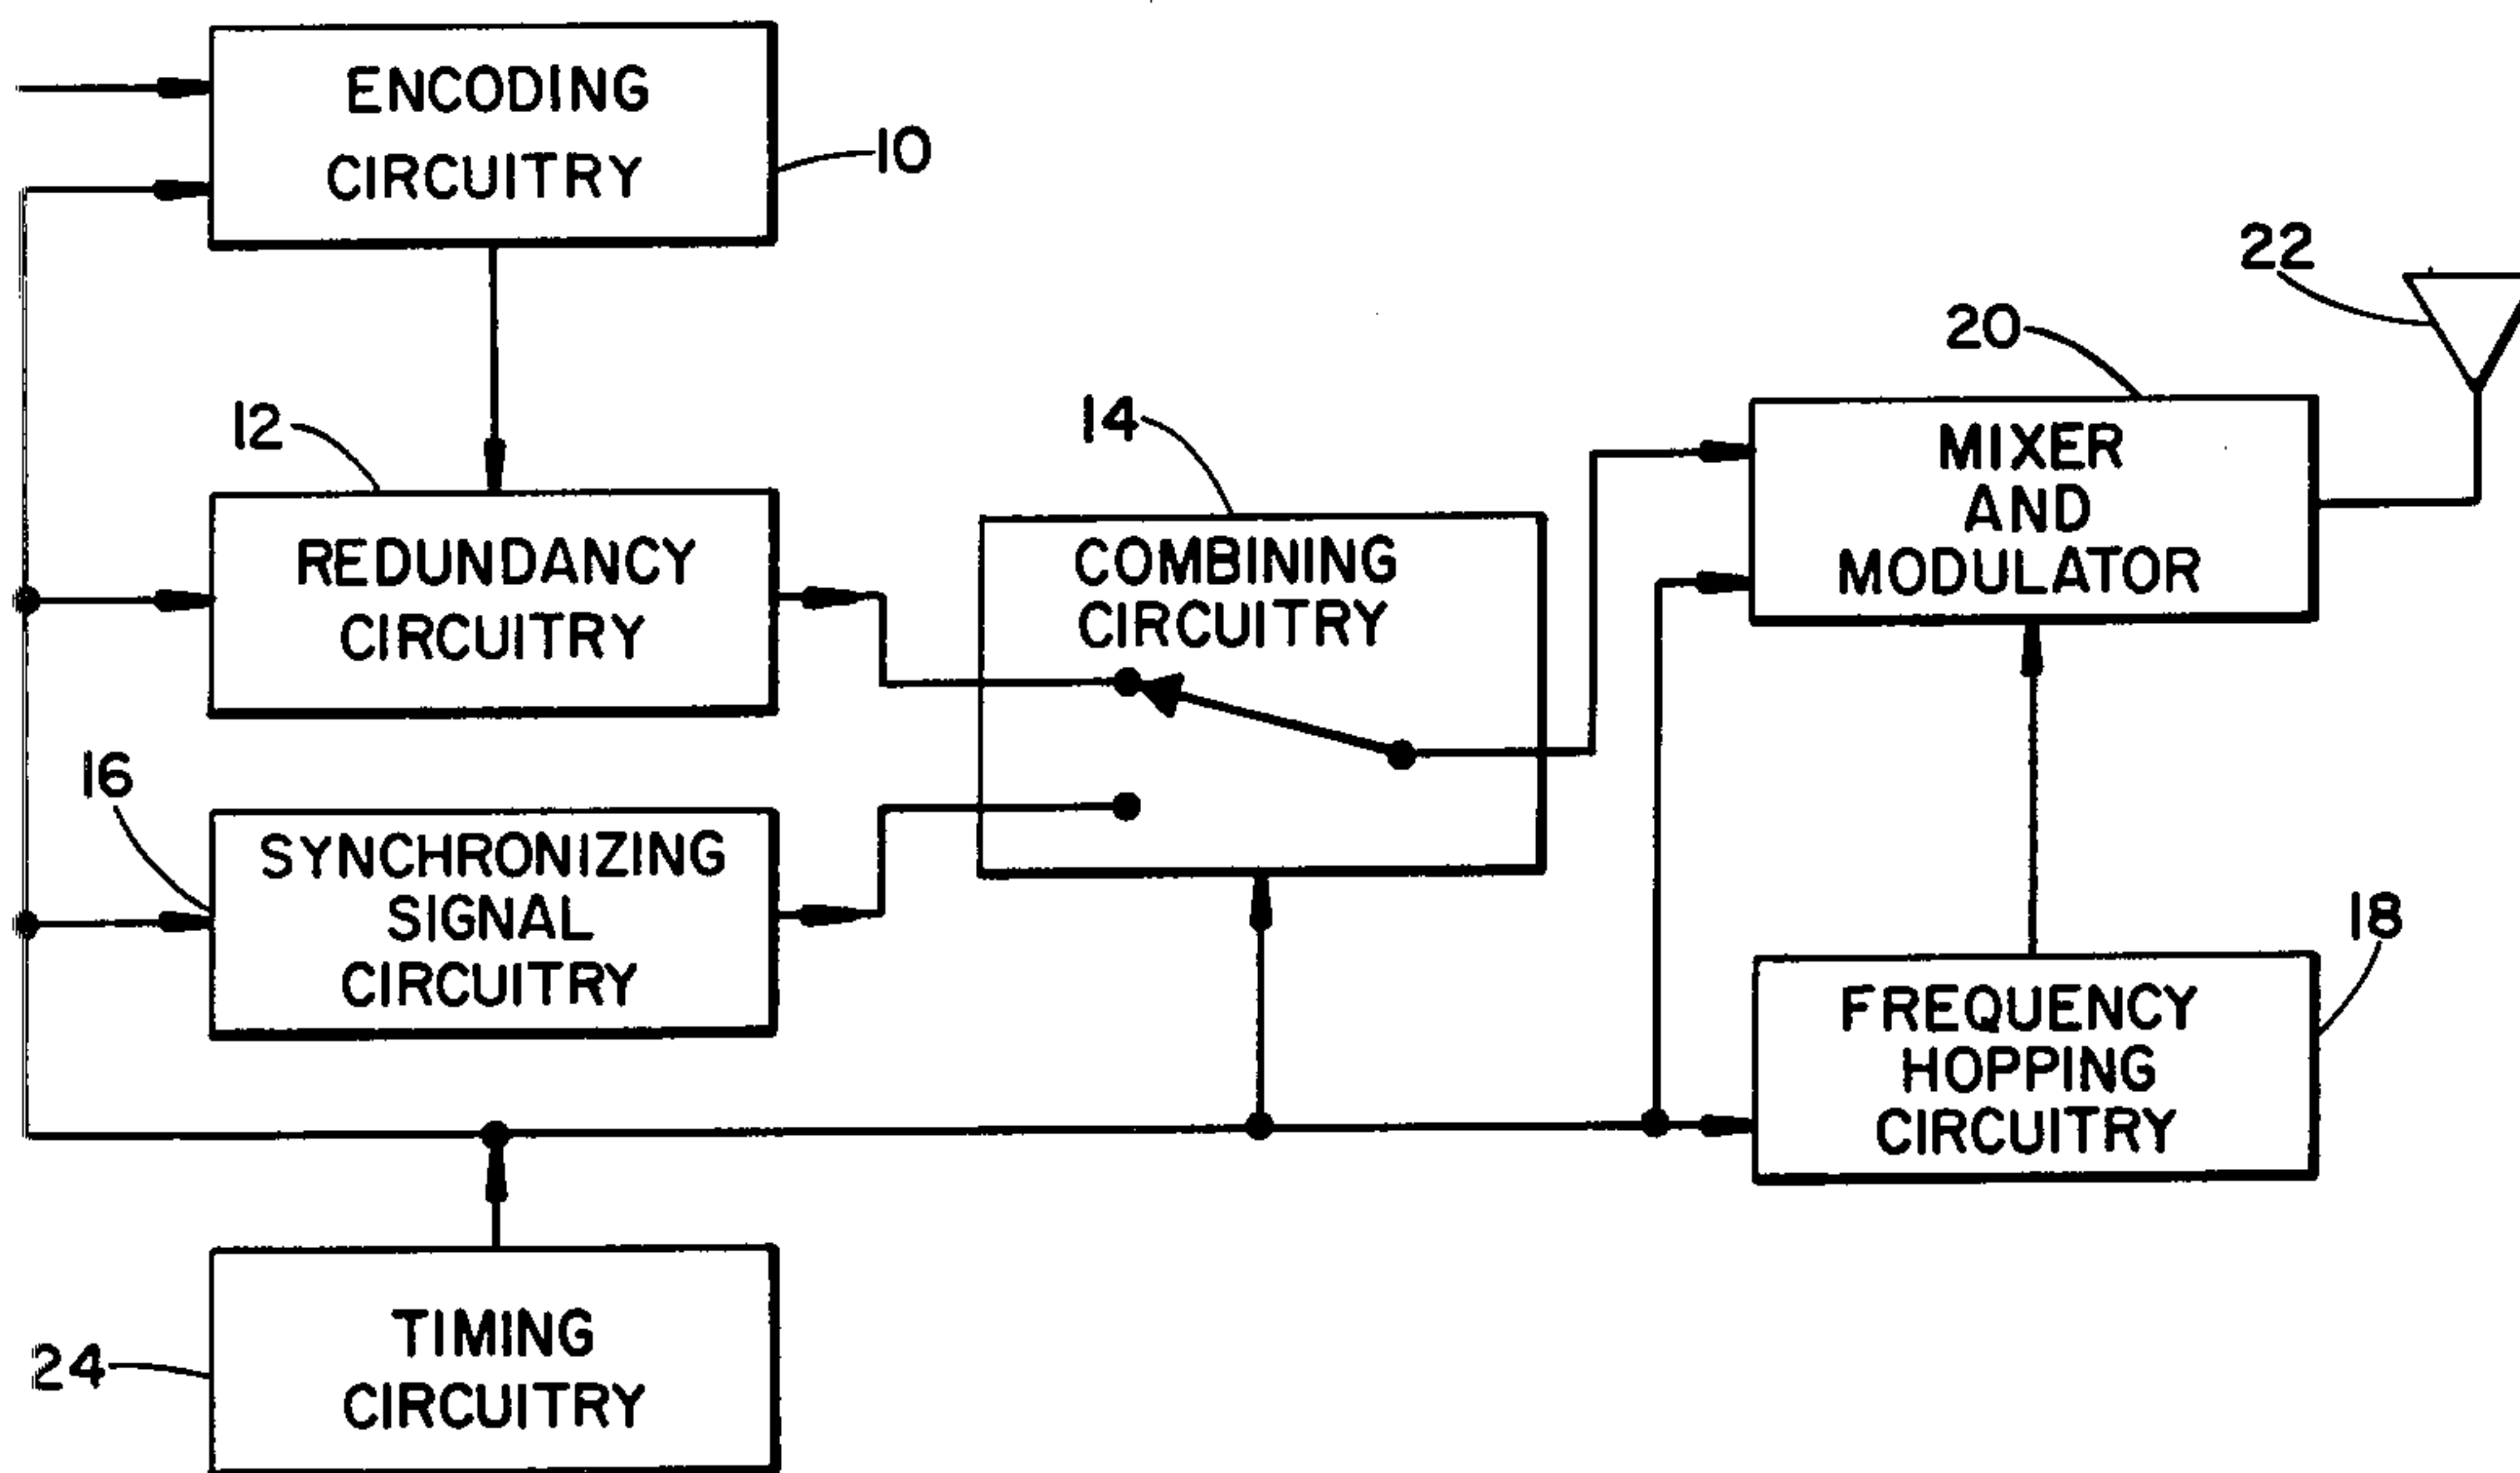 ENCODING
CIRCUITRY
10
22
20
12
14
MIXER
AND
MODULATOR
REDUNDANCY
CIRCUITRY
COMBINING
CIRCUITRY
16
SYNCHRONIZING
SIGNAL
CIRCUITRY
18
FREQUENCY
HOPPING
CIRCUITRY
24
TIMING
CIRCUITRY